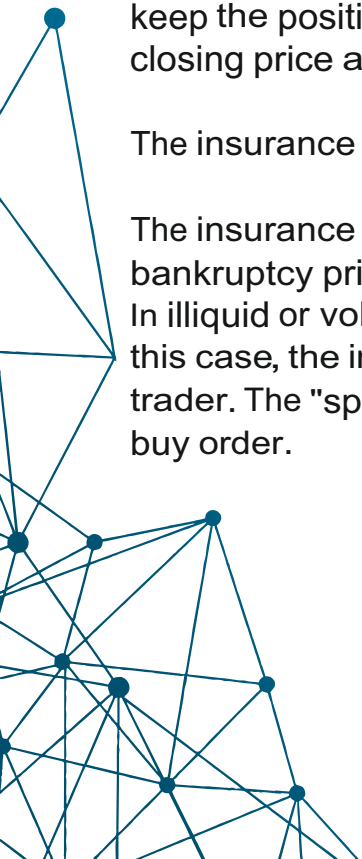 keep the positi
closing price a
The insurance
The insurance
bankruptcy pri
In illiquid or vol
this case, the i
trader. The "sp
buy order.